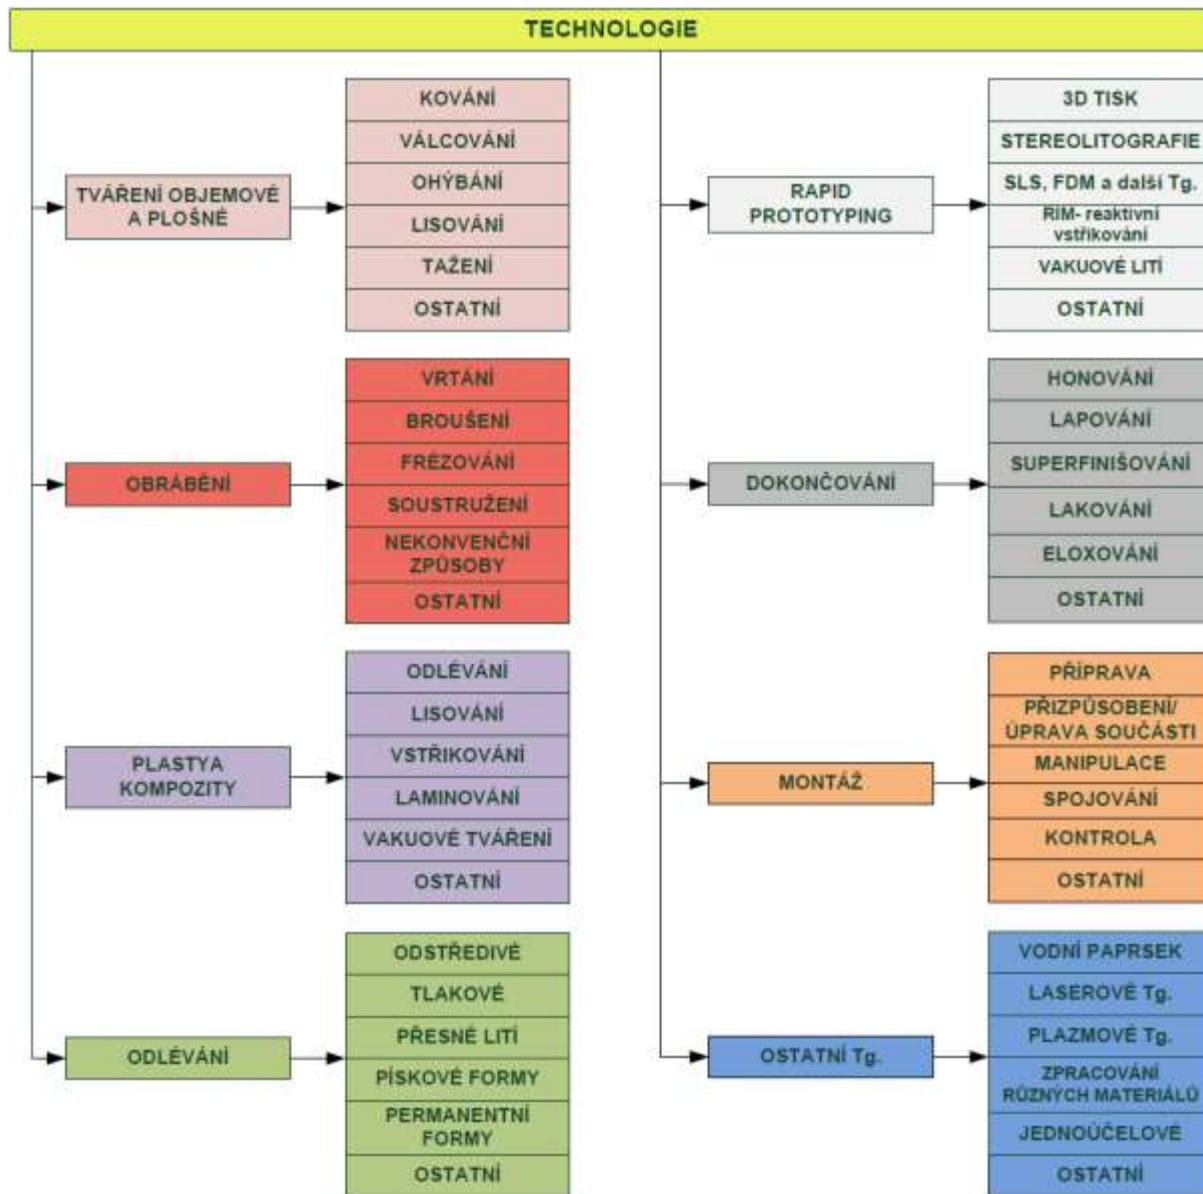 TECHNOLOGIE
TVÁŘENÍ OBJEMOVÉ
A PLOŠNÉ
KOVÁNÍ
VÁLCOVÁNÍ
OHÝBÁNÍ
LISOVÁNÍ
TAŽENÍ
OSTATNÍ
OBRÁBĚNÍ
VRTÁNÍ
BROUŠENÍ
FRÉZOVÁNÍ
SOUSTRUŽENÍ
NEKONVENČNÍ
ZPŮSOBY
OSTATNÍ
PLASTYA
KOMPOZITY
ODLÉVÁNÍ
LISOVÁNÍ
VSTŘIKOVÁNÍ
LAMINOVÁNÍ
VAKUOVÉ TVÁŘENÍ
OSTATNÍ
ODLÉVÁNÍ
ODSTŘEDIVÉ
TLAKOVÉ
PŘESNÉ LITÍ
PÍSKOVÉ FORMY
PERMANENTNÍ
FORMY
OSTATNÍ
RAPID
PROTOTYPING
3D TISK
STEREOLITOGRAFIE
SLS, FDM a další Tg.
RIM- reaktivní
vstřikování
VAKUOVÉ LITÍ
OSTATNÍ
DOKONČOVÁNÍ
HONOVÁNÍ
LAPOVÁNÍ
SUPERFINIŠOVÁNÍ
LAKOVÁNÍ
ELOXOVÁNÍ
OSTATNÍ
MONTÁŽ
PŘÍPRAVA
PŘIZPŮSOBENÍ/
ÚPRAVA SOUČÁSTI
MANIPULACE
SPOJOVÁNÍ
KONTROLA
OSTATNÍ
OSTATNÍ Tg.
VODNÍ PAPRSEK
LASEROVÉ Tg.
PLAZMOVÉ Tg.
ZPRACOVÁNÍ
RŮZNÝCH MATERIÁLŮ
JEDNOÚČELOVÉ
OSTATNÍ